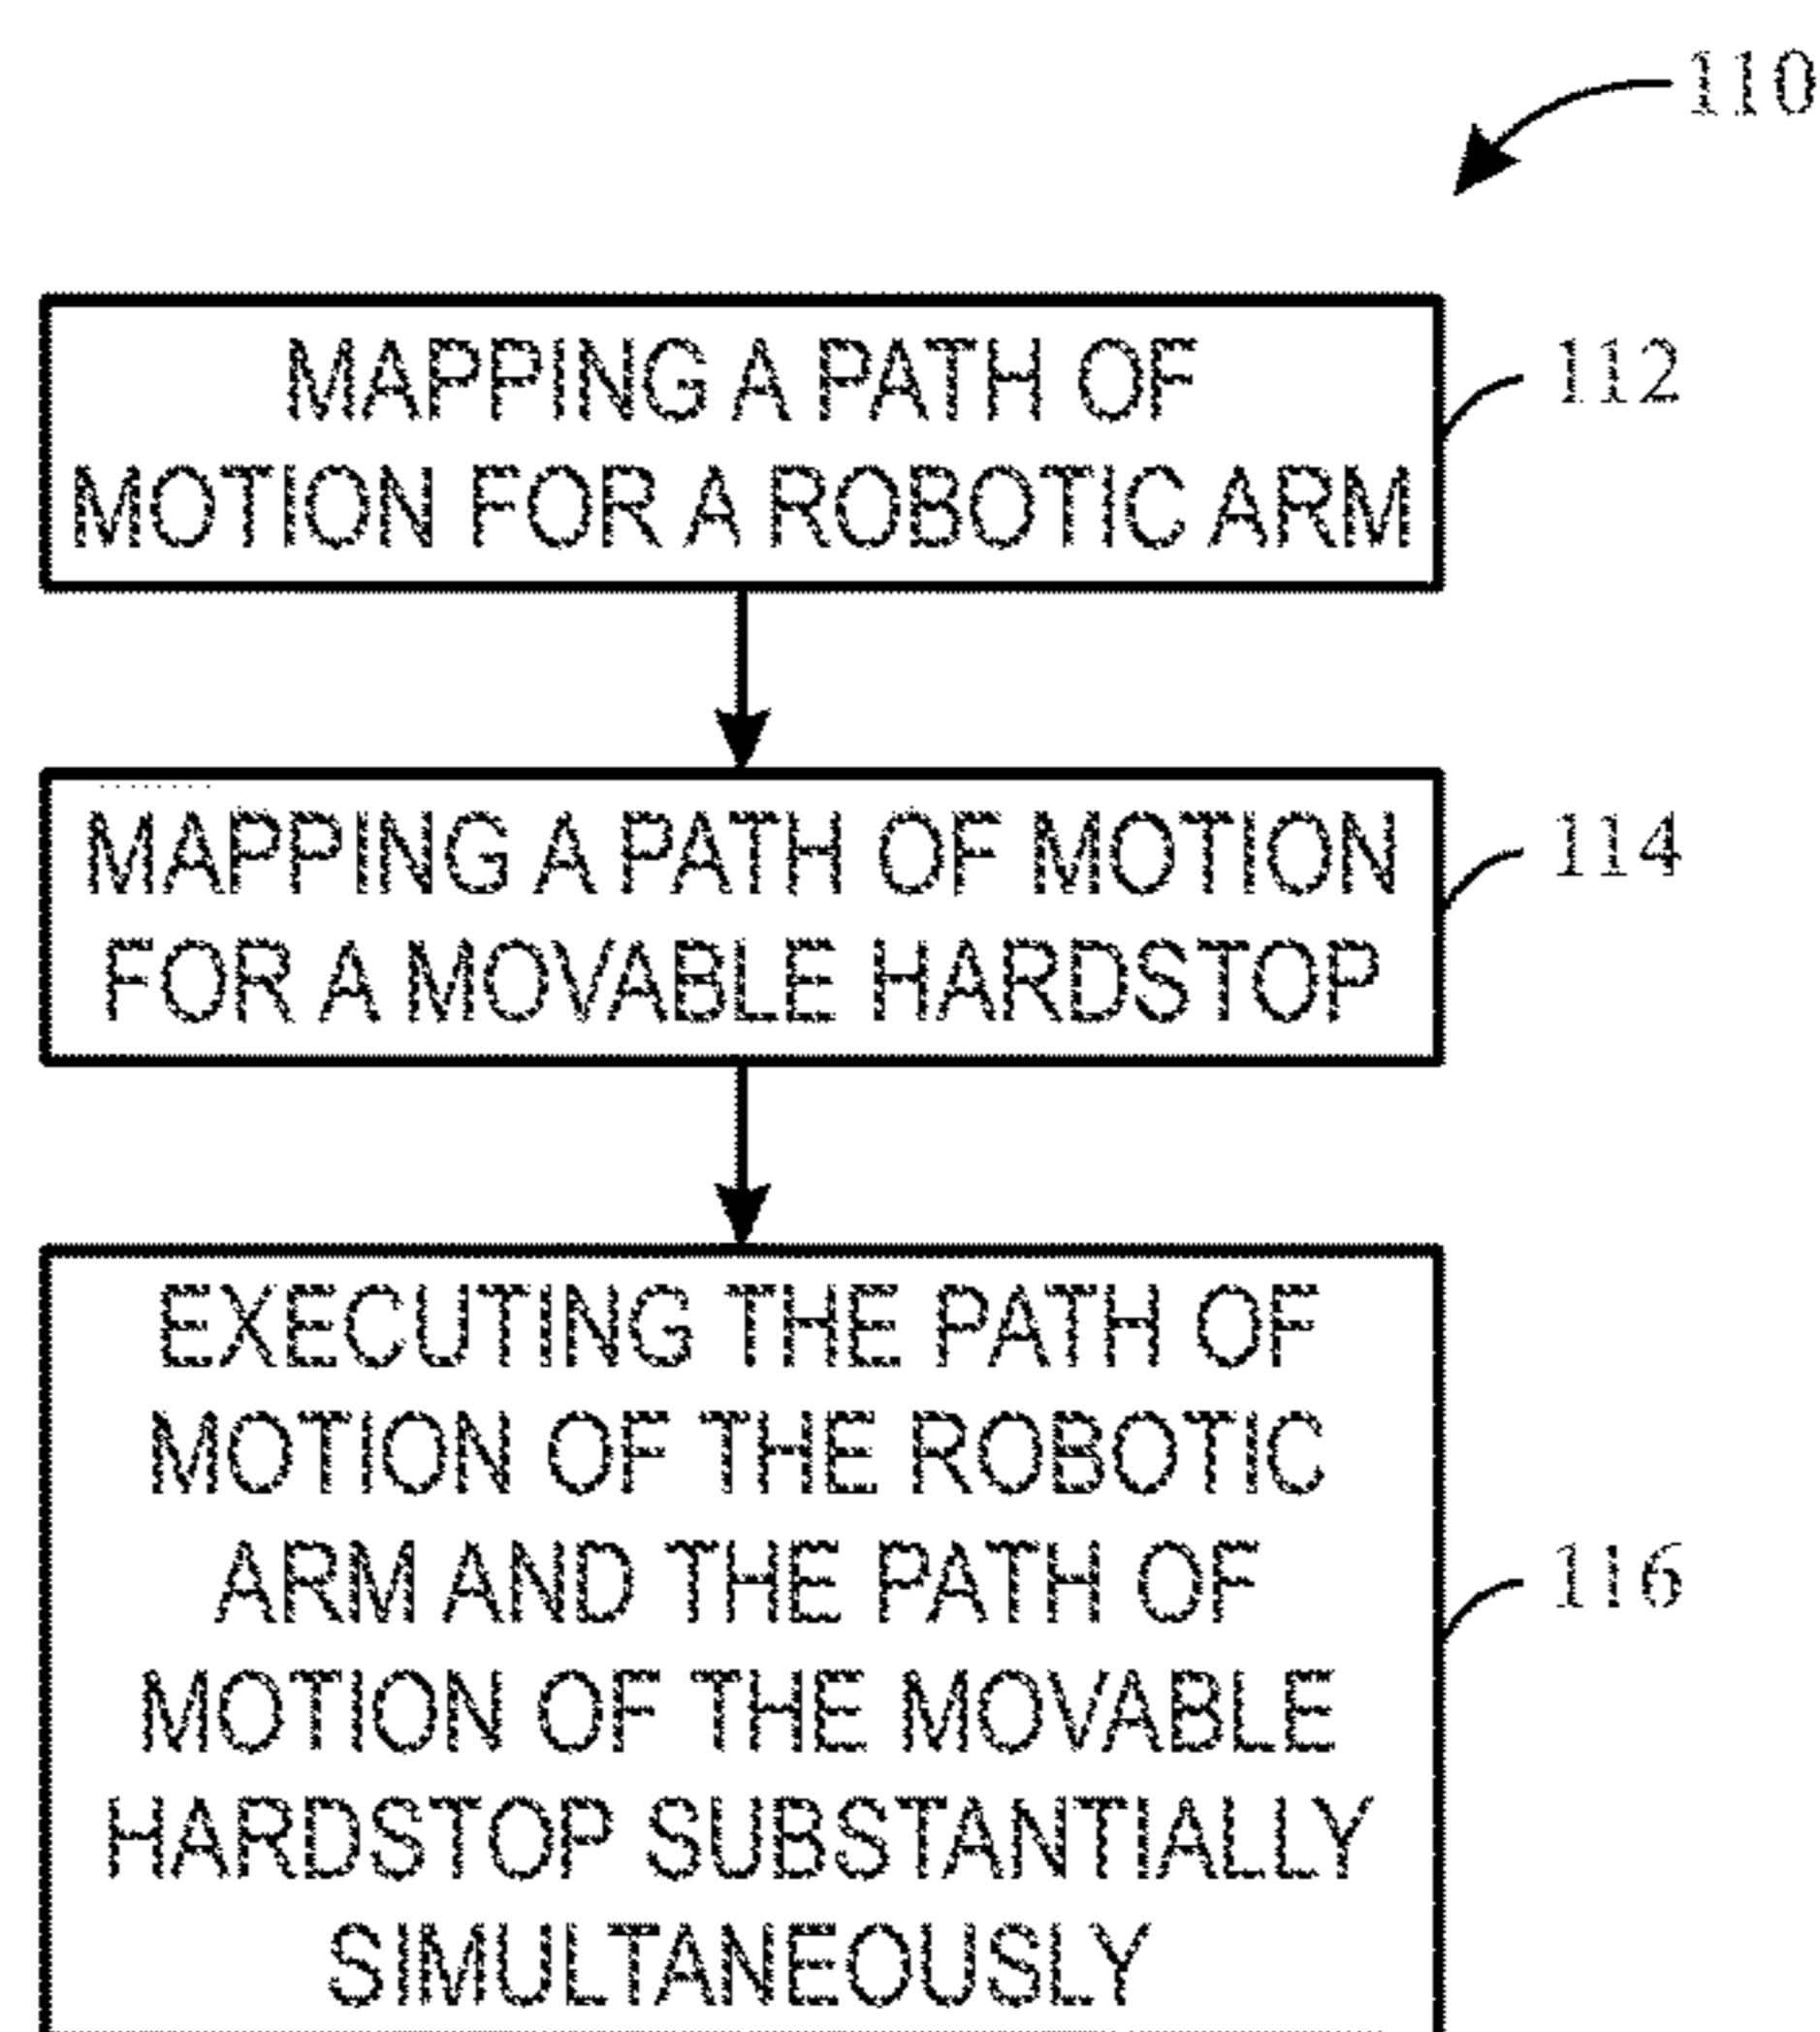 110
MAPPING A PATH OF
MOTION FOR A ROBOTIC ARM
112
MAPPING A PATH OF MOTION
FOR A MOVABLE HARDSTOP
114
EXECUTING THE PATH OF
MOTION OF THE ROBOTIC
ARM AND THE PATH OF
MOTION OF THE MOVABLE
HARDSTOP SUBSTANTIALLY
SIMULTANEOUSLY
116